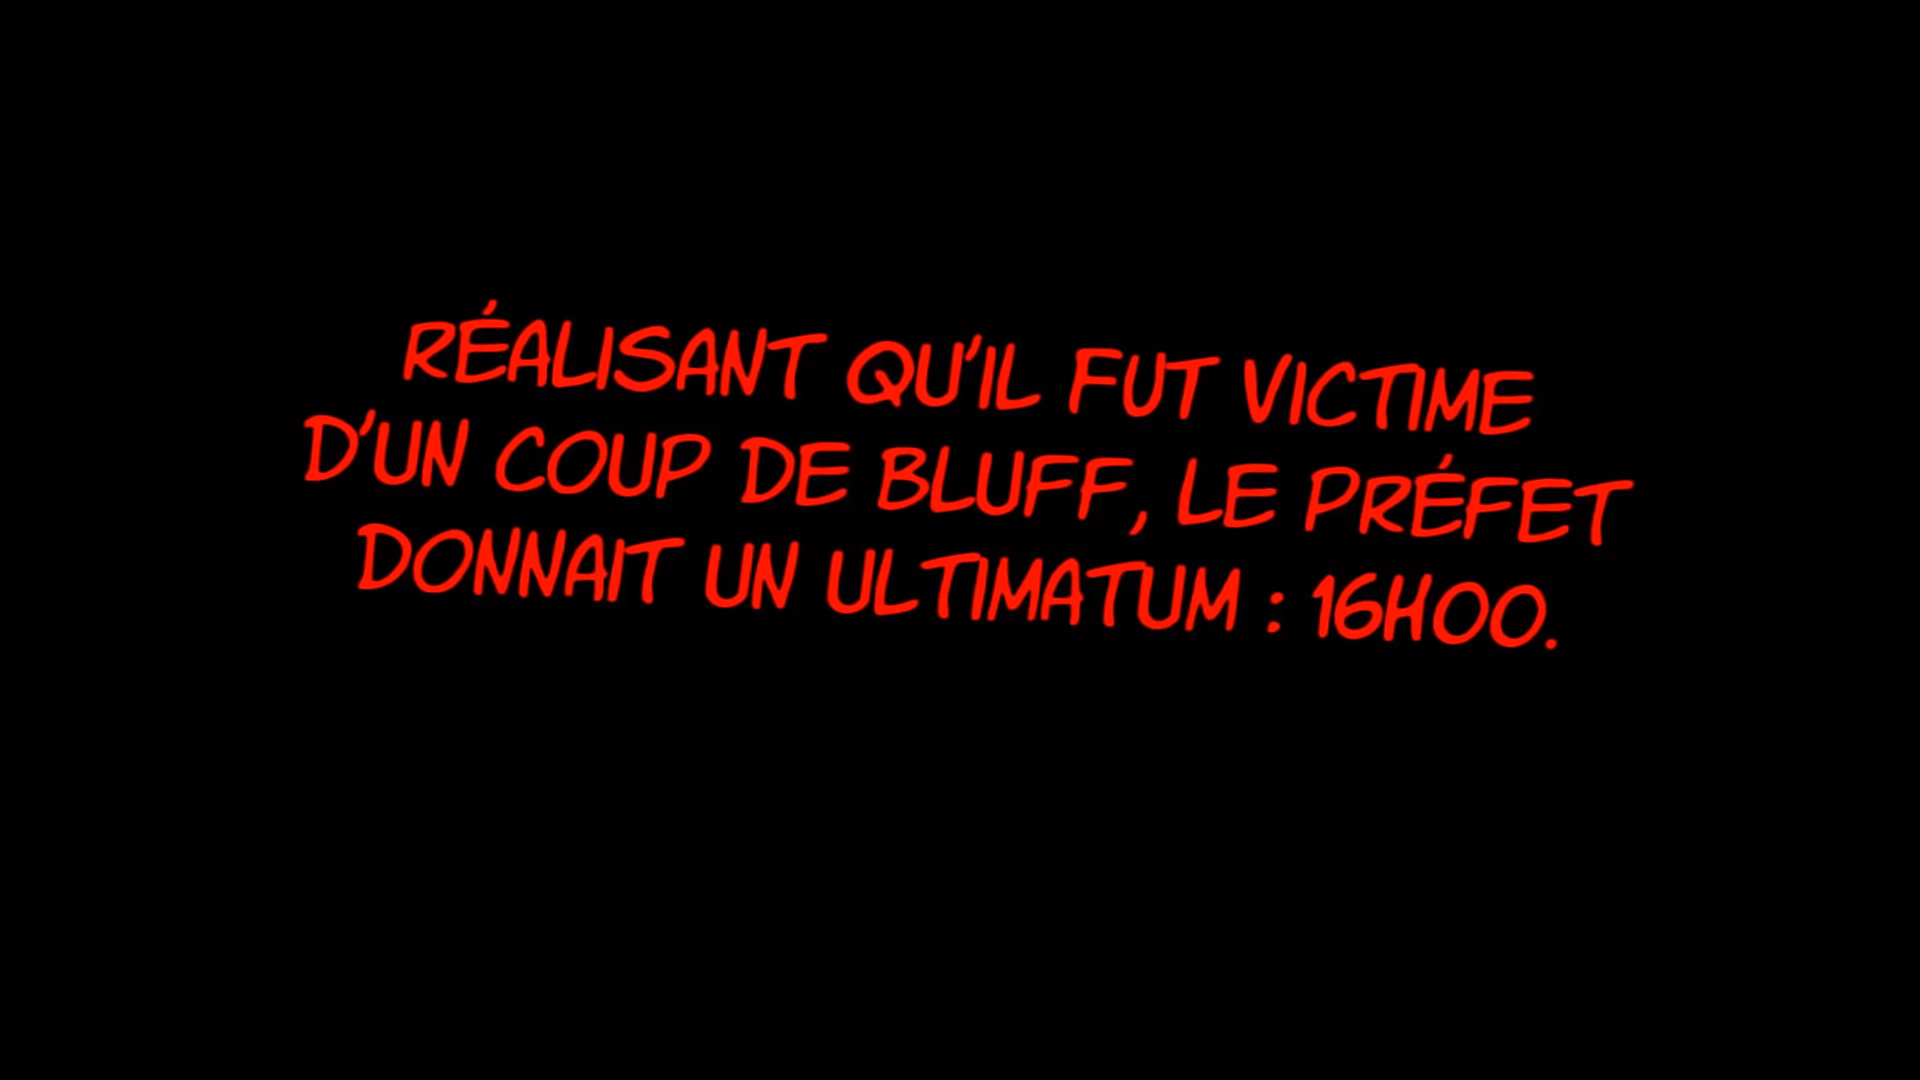 RÉALISANT QU'IL FUT VICTIME
D'UN COUP DE BLUFF, LE PRÉFET
DONNAIT UN ULTIMATUM : 16H00.